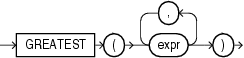 ,
GREATEST ( expr )